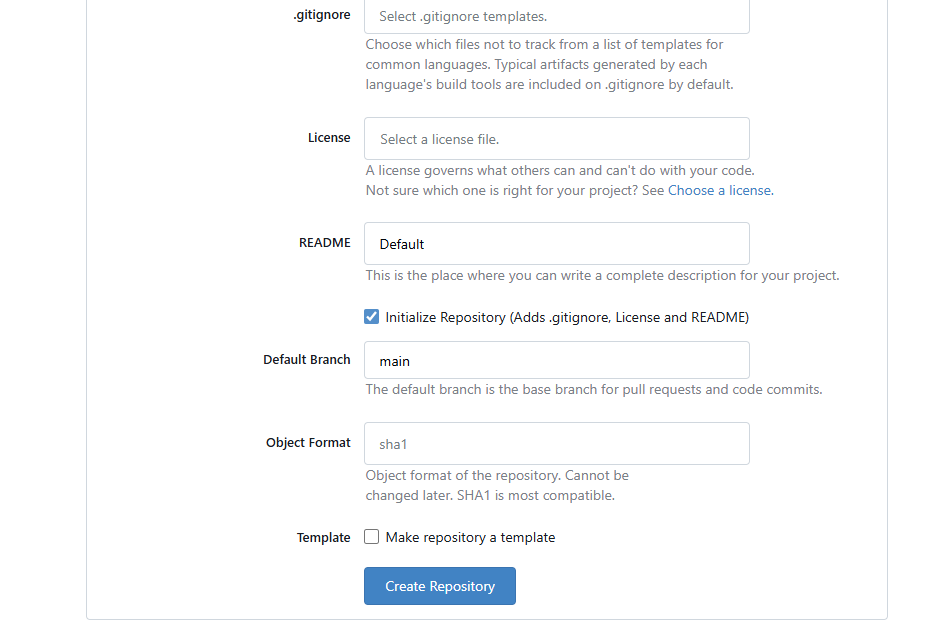 .gitignore
Select .gitignore templates.
Choose which files not to track from a list of templates for
common languages. Typical artifacts generated by each
language's build tools are included on .gitignore by default.
License
Select a license file.
A license governs what others can and can't do with your code.
Not sure which one is right for your project? See Choose a license.
README
Default
This is the place where you can write a complete description for your project.
Initialize Repository (Adds .gitignore, License and README)
Default Branch
main
The default branch is the base branch for pull requests and code commits.
Object Format
sha1
Object format of the repository. Cannot be
changed later. SHA1 is most compatible.
Template
Make repository a template
Create Repository